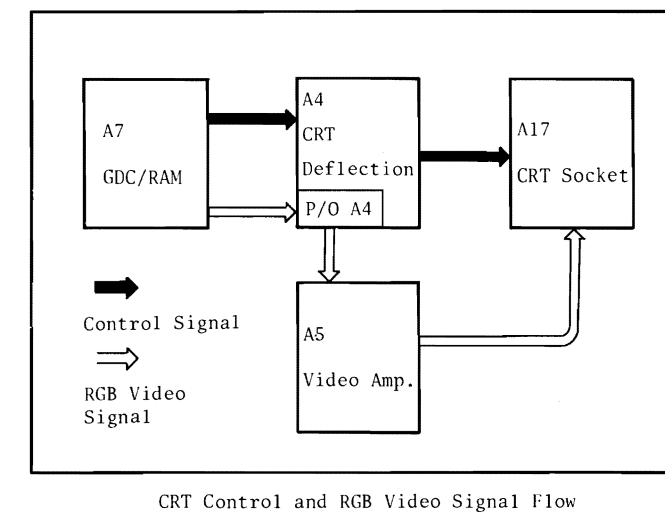 A7
GDC/RAM
A4
CRT
Deflection
P/O A4
A17
CRT Socket
Control Signal
RGB Video
Signal
A5
Video Amp.
CRT Control and RGB Video Signal Flow